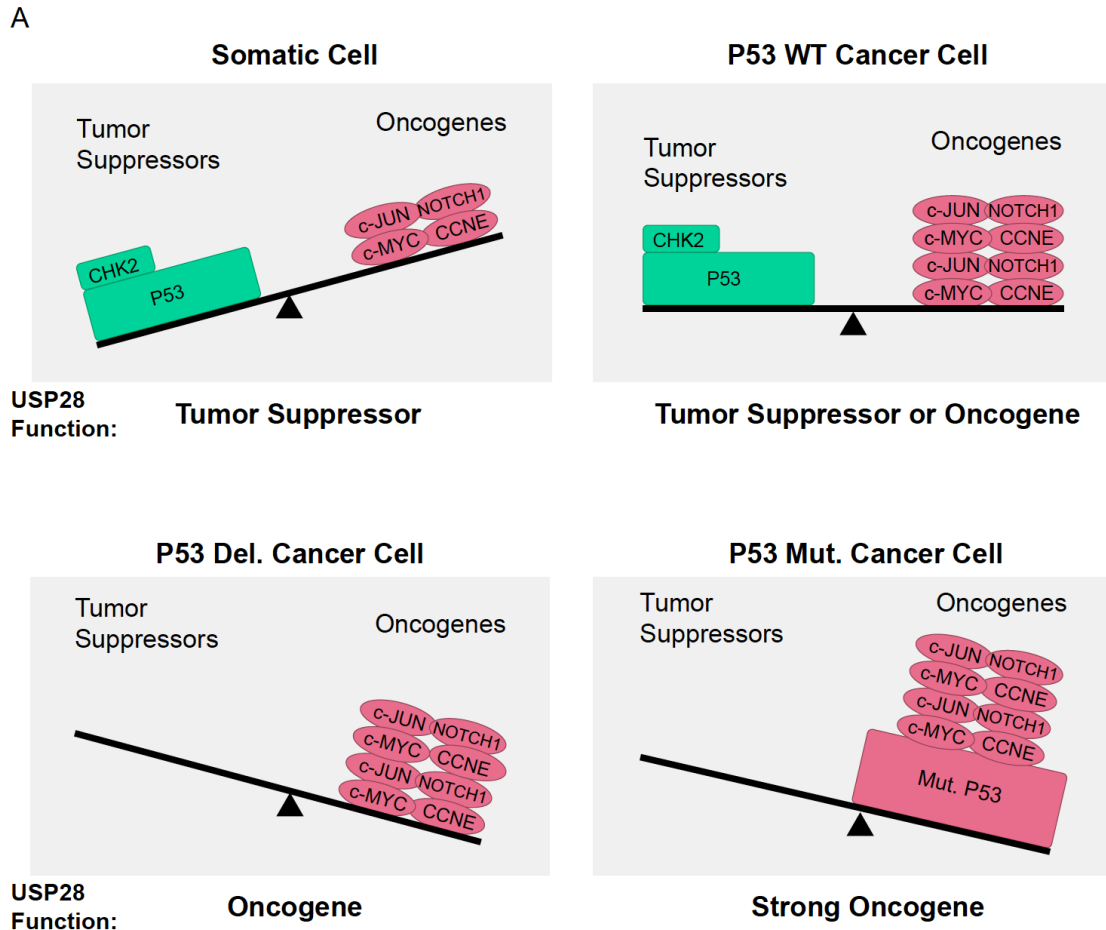 A
Somatic Cell
Tumor
Suppressors
Oncogenes
CHK2
P53
c-JUN
NOTCH1
c-MYC
CCNE
USP28
Function:
Tumor Suppressor
P53 WT Cancer Cell
Tumor
Suppressors
Oncogenes
CHK2
P53
c-JUN NOTCH1
c-MYC CCNE
c-JUN NOTCH1
c-MYC CCNE
Tumor Suppressor or Oncogene
P53 Del. Cancer Cell
Tumor
Suppressors
Oncogenes
c-JUN NOTCH1
c-MYC CCNE
c-JUN NOTCH1
c-MYC CCNE
USP28
Function:
Oncogene
P53 Mut. Cancer Cell
Tumor
Suppressors
Oncogenes
c-JUN NOTCH1
c-MYC CCNE
c-JUN NOTCH1
c-MYC CCNE
Mut. P53
Strong Oncogene